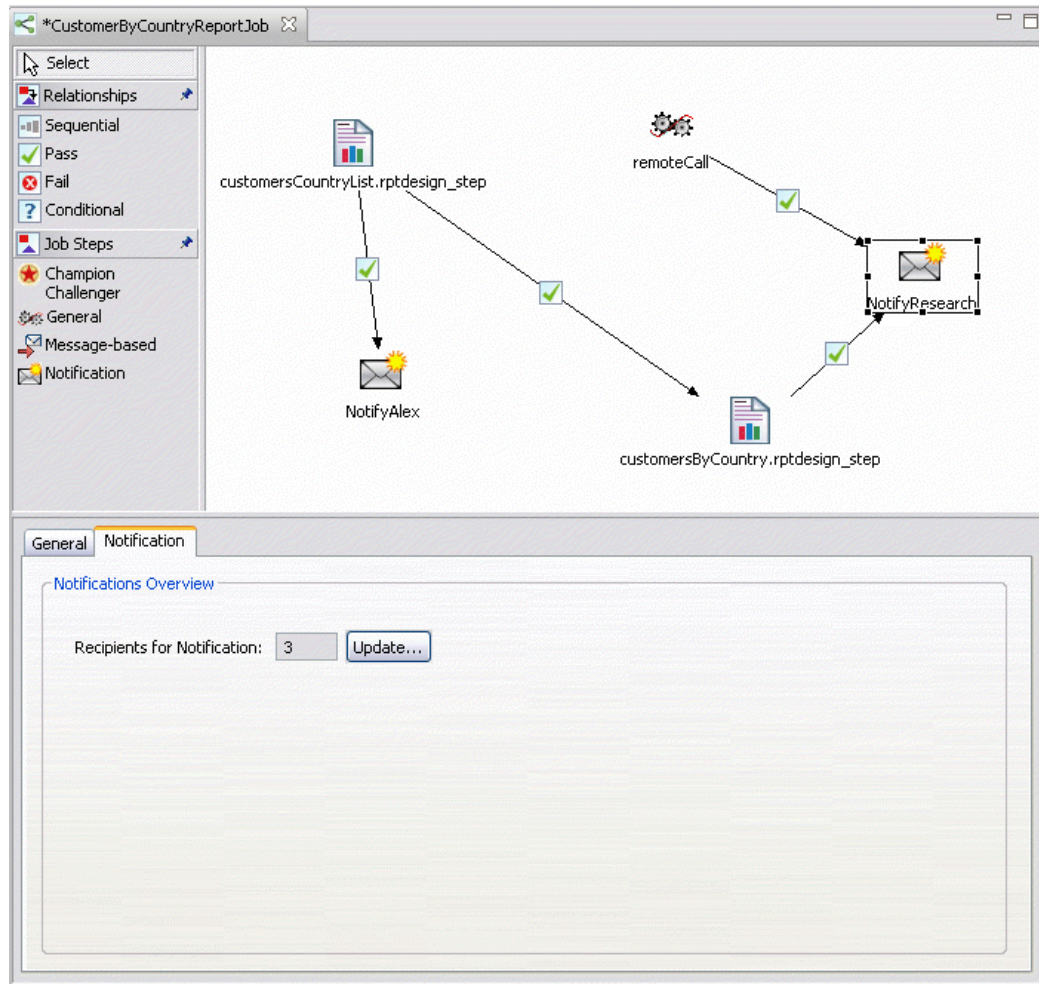 *CustomerByCountryReportJob
Select
Relationships
Sequential
Pass
Fail
Conditional
Job Steps
Champion
Challenger
General
Message-based
Notification
customersCountryList.rptdesign_step
remoteCall
NotifyResearch
NotifyAlex
customersByCountry.rptdesign_step
General
Notification
Notifications Overview
Recipients for Notification: 3 Update...